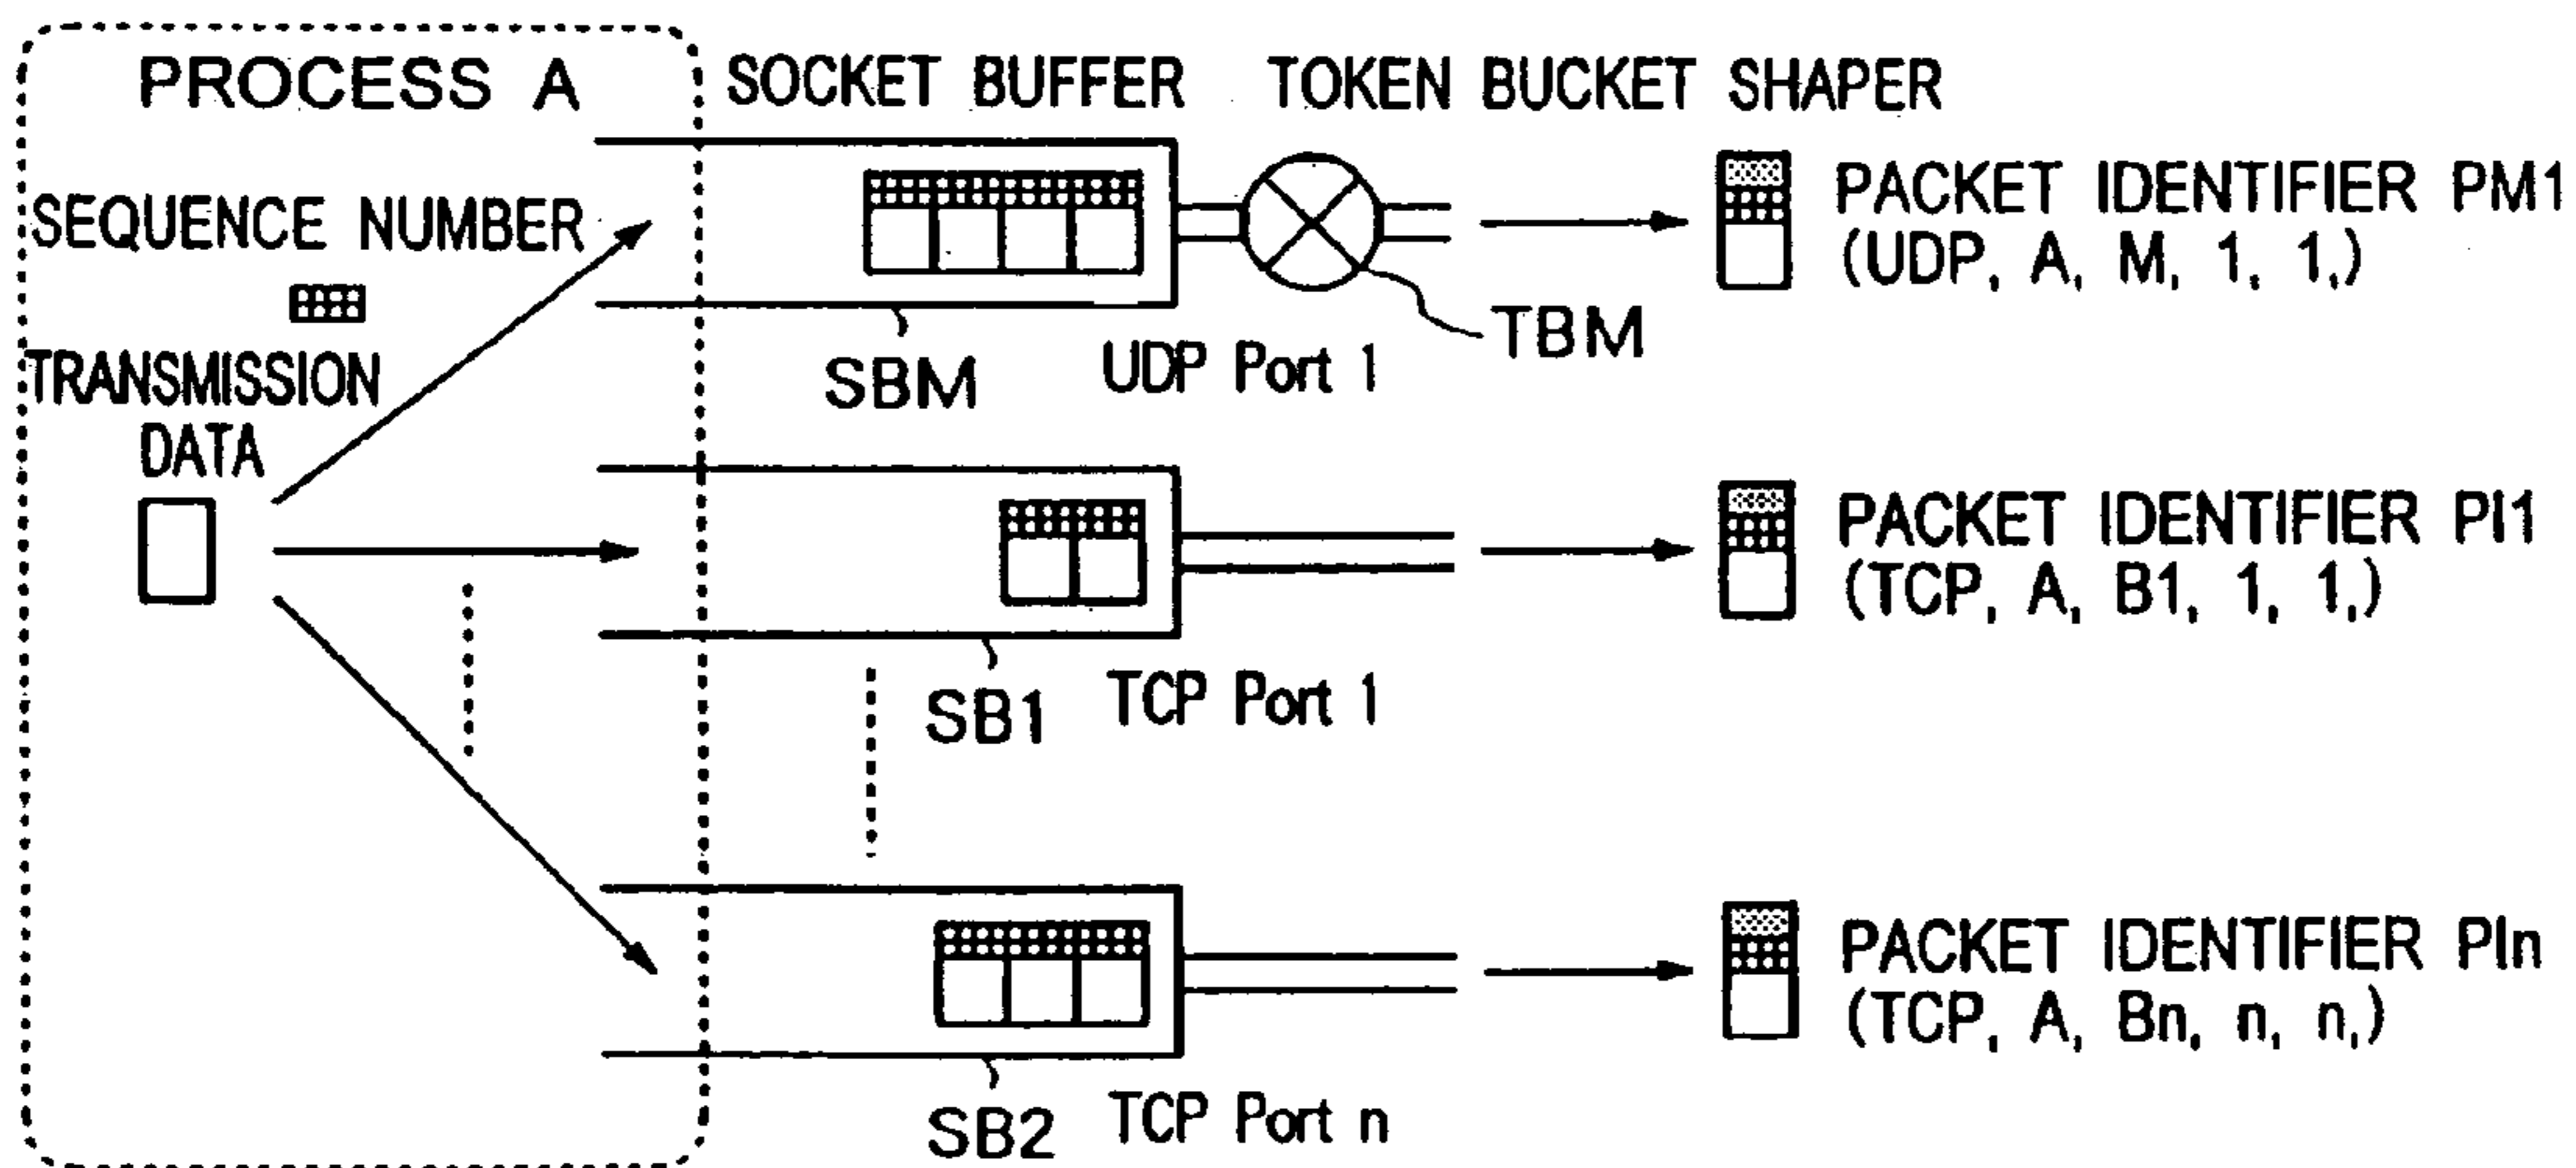 PROCESS A
SOCKET BUFFER
TOKEN BUCKET SHAPER
SEQUENCE NUMBER
TRANSMISSION
DATA
PACKET IDENTIFIER PM1
(UDP, A, M, 1, 1,)
TBM
SBM
UDP Port 1
PACKET IDENTIFIER PI1
(TCP, A, B1, 1, 1,)
SB1
TCP Port 1
PACKET IDENTIFIER PIn
(TCP, A, Bn, n, n,)
SB2
TCP Port n